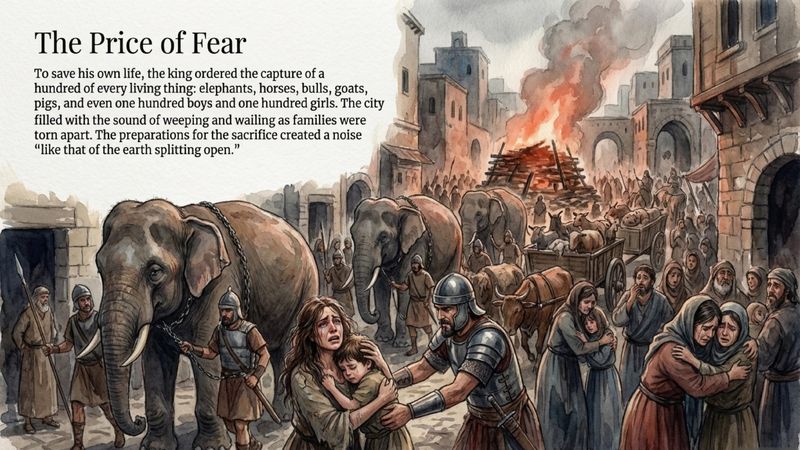 The Price of Fear
To save his own life, the king ordered the capture of a
hundred of every living thing: elephants, horses, bulls, goats,
pigs, and even one hundred boys and one hundred girls. The city
filled with the sound of weeping and wailing as families were
torn apart. The preparations for the sacrifice created a noise
“like that of the earth splitting open.”